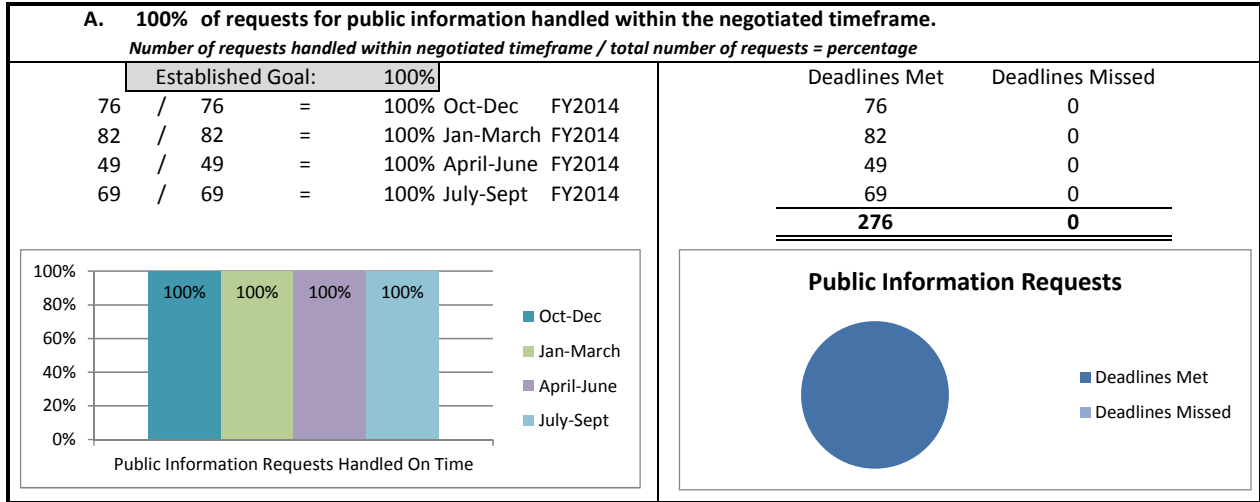 A. 100% of requests for public information handled within the negotiated timeframe.
Number of requests handled within negotiated timeframe / total number of requests = percentage
Established Goal: 100%
76 / 76 = 100% Oct-Dec FY2014
82 / 82 = 100% Jan-March FY2014
49 / 49 = 100% April-June FY2014
69 / 69 = 100% July-Sept FY2014
Deadlines Met Deadlines Missed
76 0
82 0
49 0
69 0
276 0
100%
80%
60%
40%
20%
0%
100% 100% 100% 100%
Public Information Requests Handled On Time
Oct-Dec
Jan-March
April-June
July-Sept
Public Information Requests
Deadlines Met
Deadlines Missed